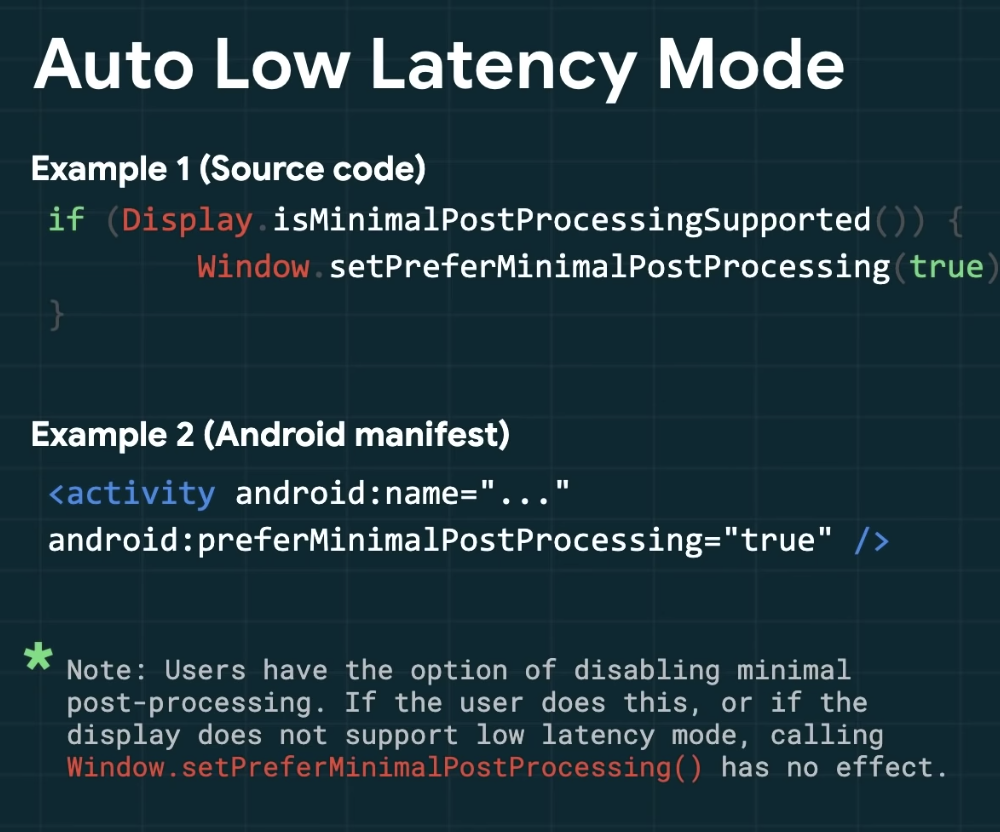 Auto Low Latency Mode
Example 1 (Source code)
if (Display.isMinimalPostProcessingSupported()) {
Window.setPreferMinimalPostProcessing(true)
}
Example 2 (Android manifest)
<activity android:name="..."
android:preferMinimalPostProcessing="true" />
* Note: Users have the option of disabling minimal
post-processing. If the user does this, or if the
display does not support low latency mode, calling
Window.setPreferMinimalPostProcessing() has no effect.